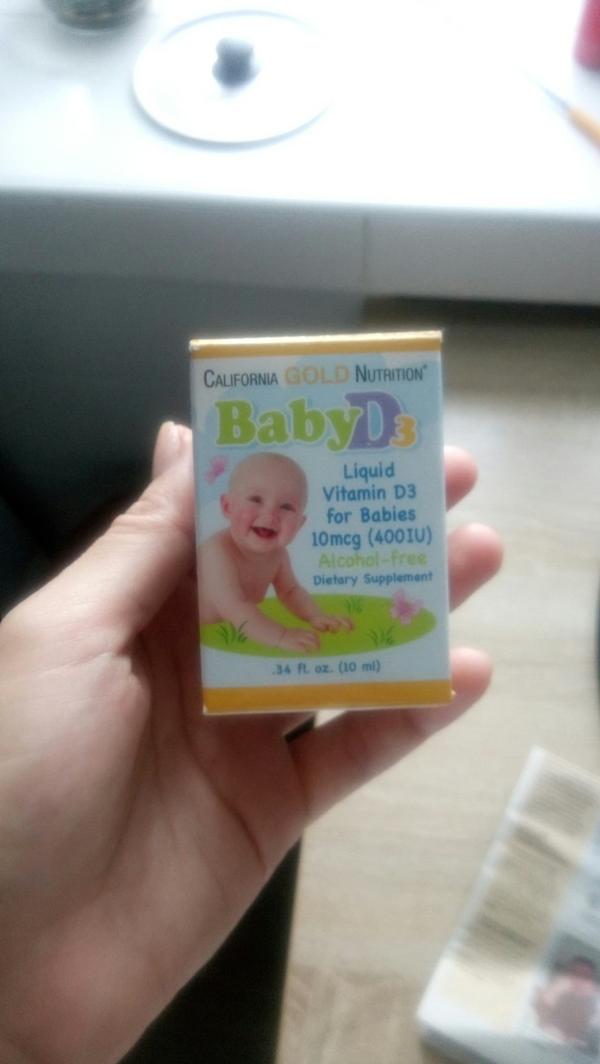 CALIFORNIA GOLD NUTRITION®
BabyD3
Liquid
Vitamin D3
for Babies
10mcg (400IU)
Alcohol-free
Dietary Supplement
.34 fl. oz. (10 ml)